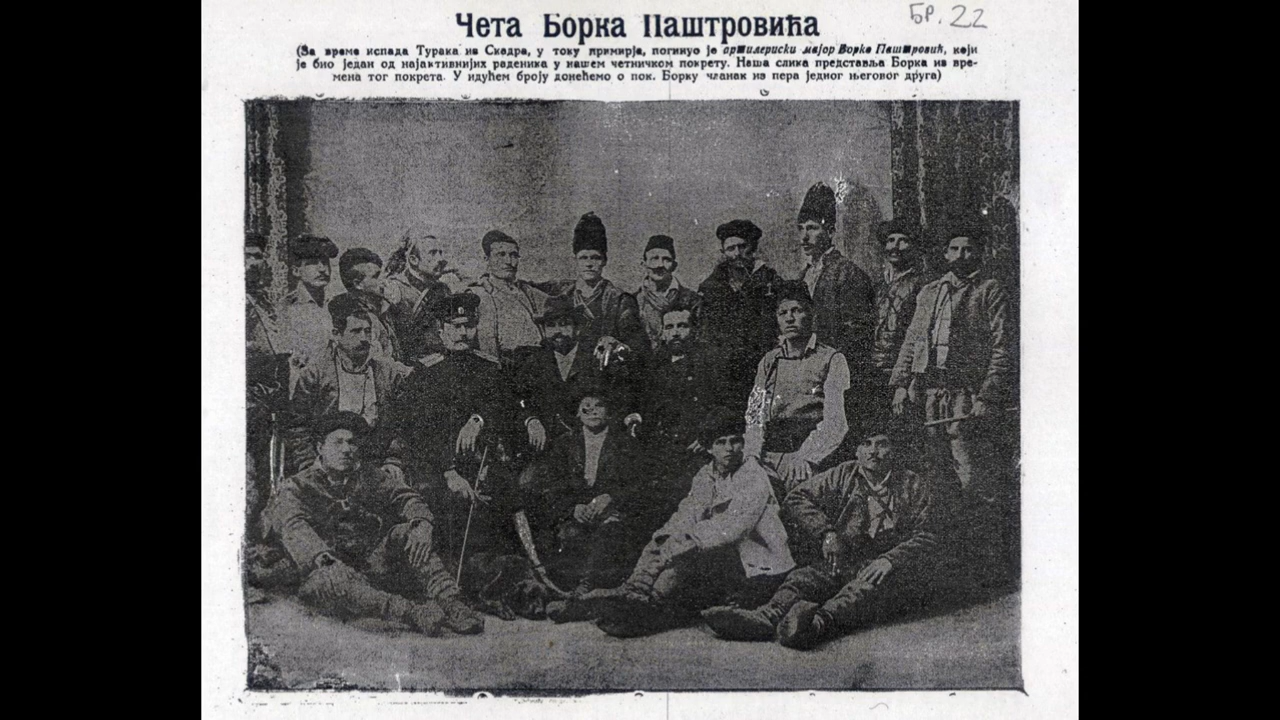 Чета Борка Паштровића
Бр. 22
(За време испада Турака из Скадра, у току примирја, погинуо је артилериски мајор Борко Паштровић, који
је био један од најактивнијих раденика у нашем четничком покрету. Наша слика представља Борка из вре-
мена тог покрета. У идућем броју донећемо о пок. Борку чланак из пера једног његовог друга)